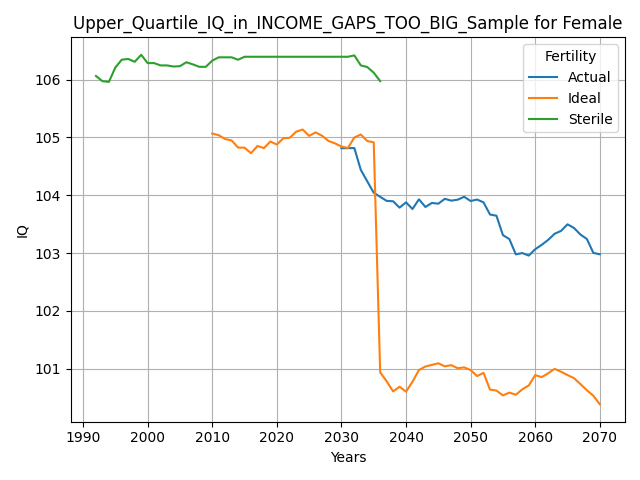 Upper_Quartile_IQ_in_INCOME_GAPS_TOO_BIG_Sample for Female
Fertility
Actual
Ideal
Sterile
106
105
104
103
102
101
IQ
1990
2000
2010
2020
2030
2040
2050
2060
2070
Years